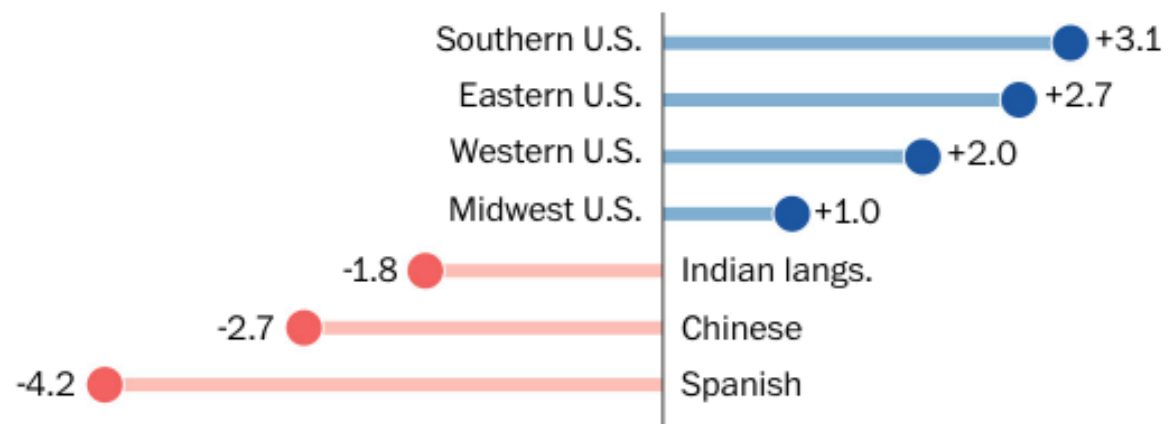 Southern U.S. +3.1
Eastern U.S. +2.7
Western U.S. +2.0
Midwest U.S. +1.0
-1.8 Indian langs.
-2.7 Chinese
-4.2 Spanish